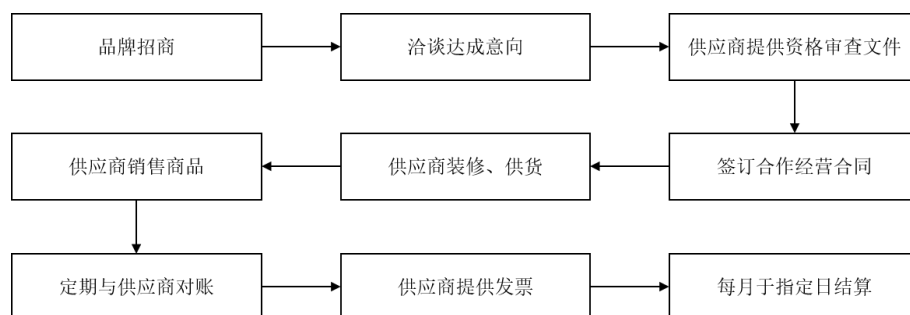 品牌招商
洽谈达成意向
供应商提供资格审查文件
签订合作经营合同
供应商装修、供货
供应商销售商品
定期与供应商对账
供应商提供发票
每月于指定日结算